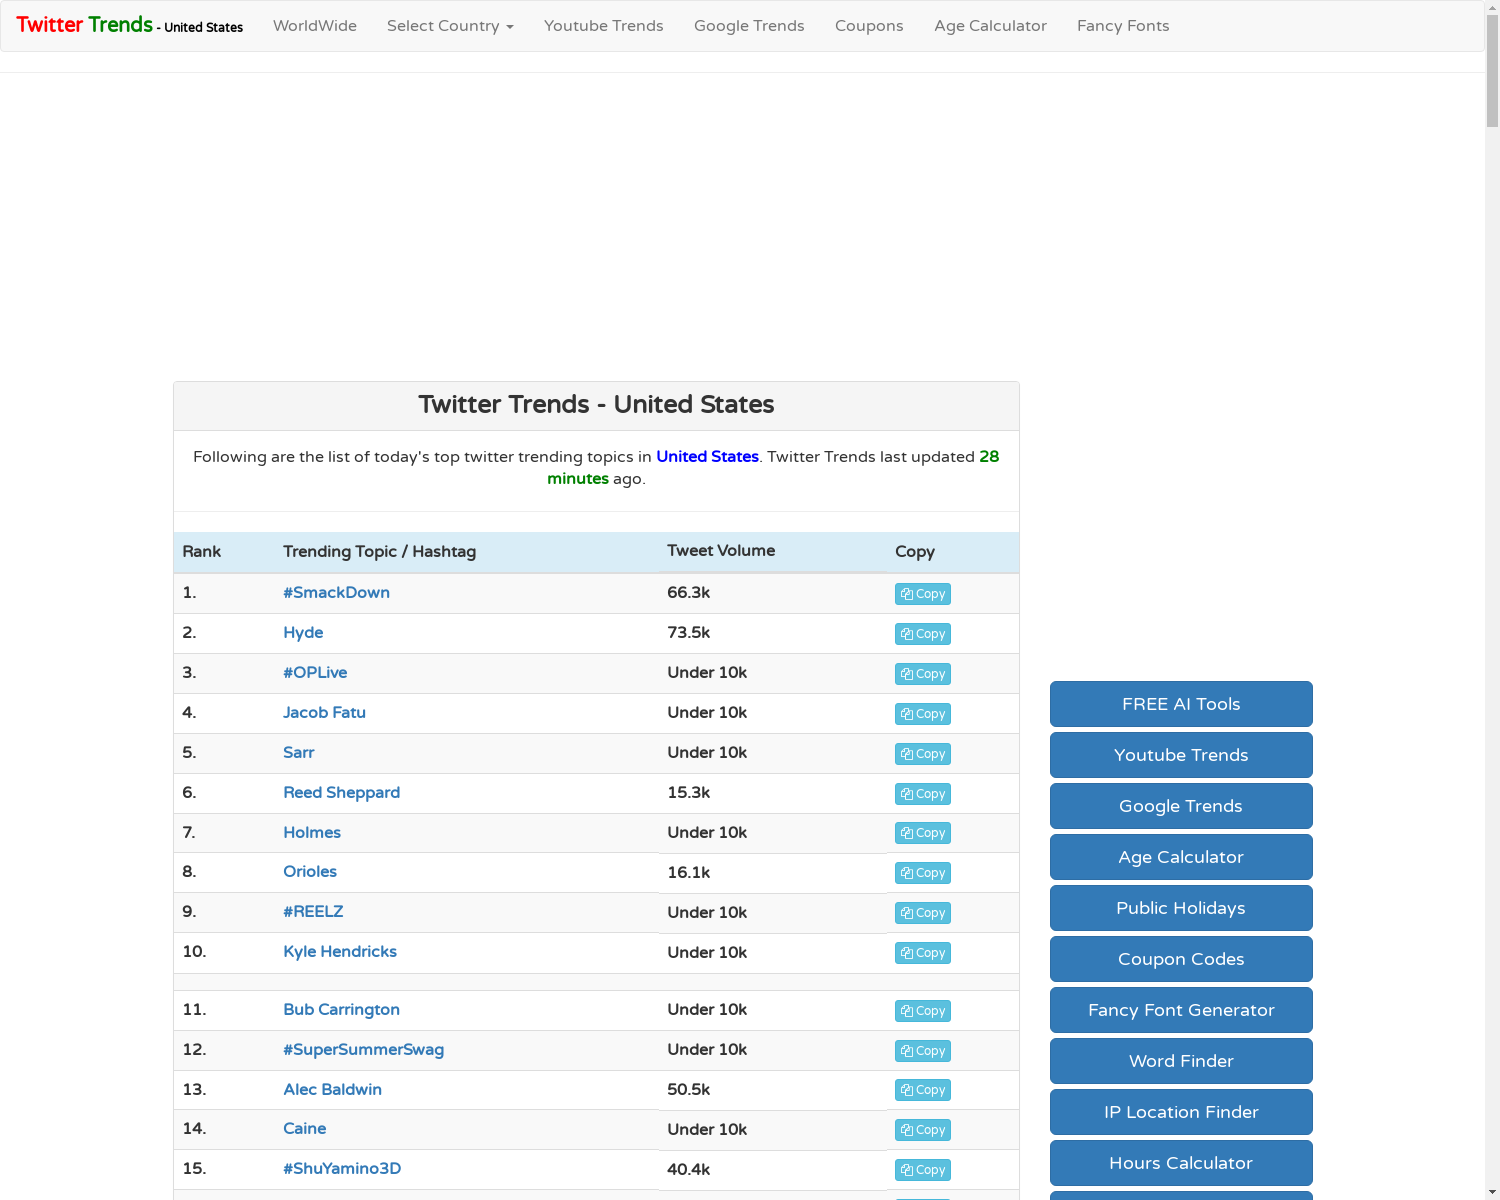 Twitter Trends - United States
WorldWide
Select Country
Youtube Trends
Google Trends
Coupons
Age Calculator
Fancy Fonts
Twitter Trends - United States
Following are the list of today's top twitter trending topics in United States. Twitter Trends last updated 28
minutes ago.
Rank Trending Topic / Hashtag Tweet Volume Copy
1. #SmackDown 66.3k Copy
2. Hyde 73.5k Copy
3. #OPLive Under 10k Copy
4. Jacob Fatu Under 10k Copy
5. Sarr Under 10k Copy
6. Reed Sheppard 15.3k Copy
7. Holmes Under 10k Copy
8. Orioles 16.1k Copy
9. #REELZ Under 10k Copy
10. Kyle Hendricks Under 10k Copy
11. Bub Carrington Under 10k Copy
12. #SuperSummerSwag Under 10k Copy
13. Alec Baldwin 50.5k Copy
14. Caine Under 10k Copy
15. #ShuYamino3D 40.4k Copy
FREE AI Tools
Youtube Trends
Google Trends
Age Calculator
Public Holidays
Coupon Codes
Fancy Font Generator
Word Finder
IP Location Finder
Hours Calculator